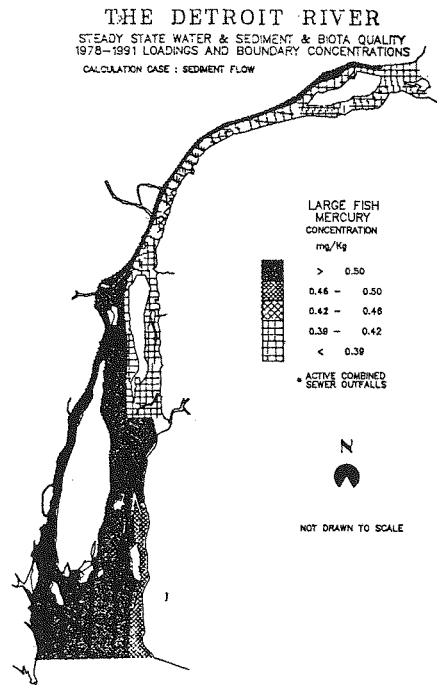 THE DETROIT RIVER
STEADY STATE WATER & SEDIMENT & BIOTA QUALITY
1978-1991 LOADINGS AND BOUNDARY CONCENTRATIONS
CALCULATION CASE : SEDIMENT FLOW
LARGE FISH
MERCURY
CONCENTRATION
mg/Kg
> 0.50
0.46 - 0.50
0.42 - 0.46
0.39 - 0.42
< 0.39
* ACTIVE COMBINED
SEWER OUTFALLS
N
NOT DRAWN TO SCALE